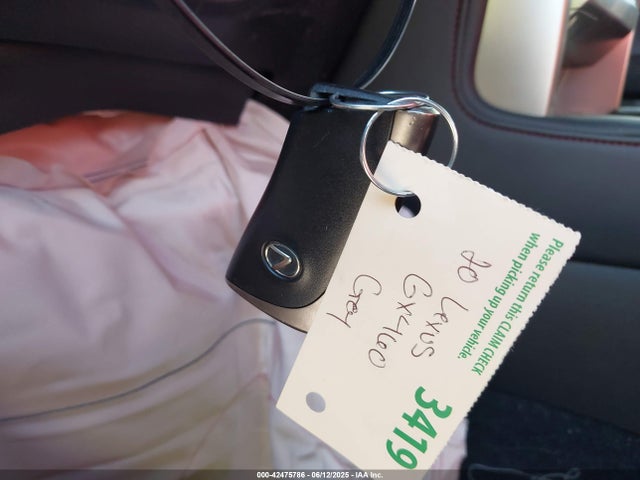 Please return this CLAIM CHECK
when picking up your vehicle.
20 Lexus
GX460
Grey
3419
000-42475786 - 06/12/2025 - IAA Inc.